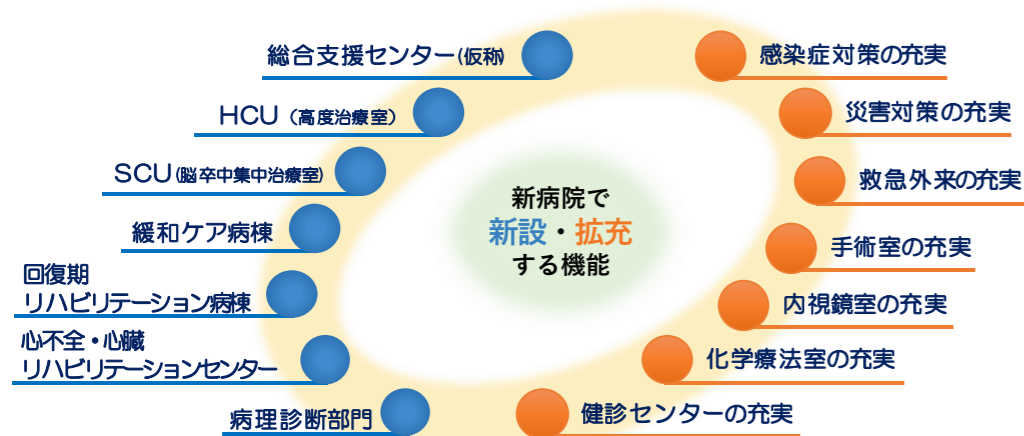 総合支援センター(仮称)
HCU（高度治療室）
SCU(脳卒中集中治療室)
緩和ケア病棟
回復期
リハビリテーション病棟
心不全・心臓
リハビリテーションセンター
病理診断部門
新病院で
新設・拡充
する機能
感染症対策の充実
災害対策の充実
救急外来の充実
手術室の充実
内視鏡室の充実
化学療法室の充実
健診センターの充実